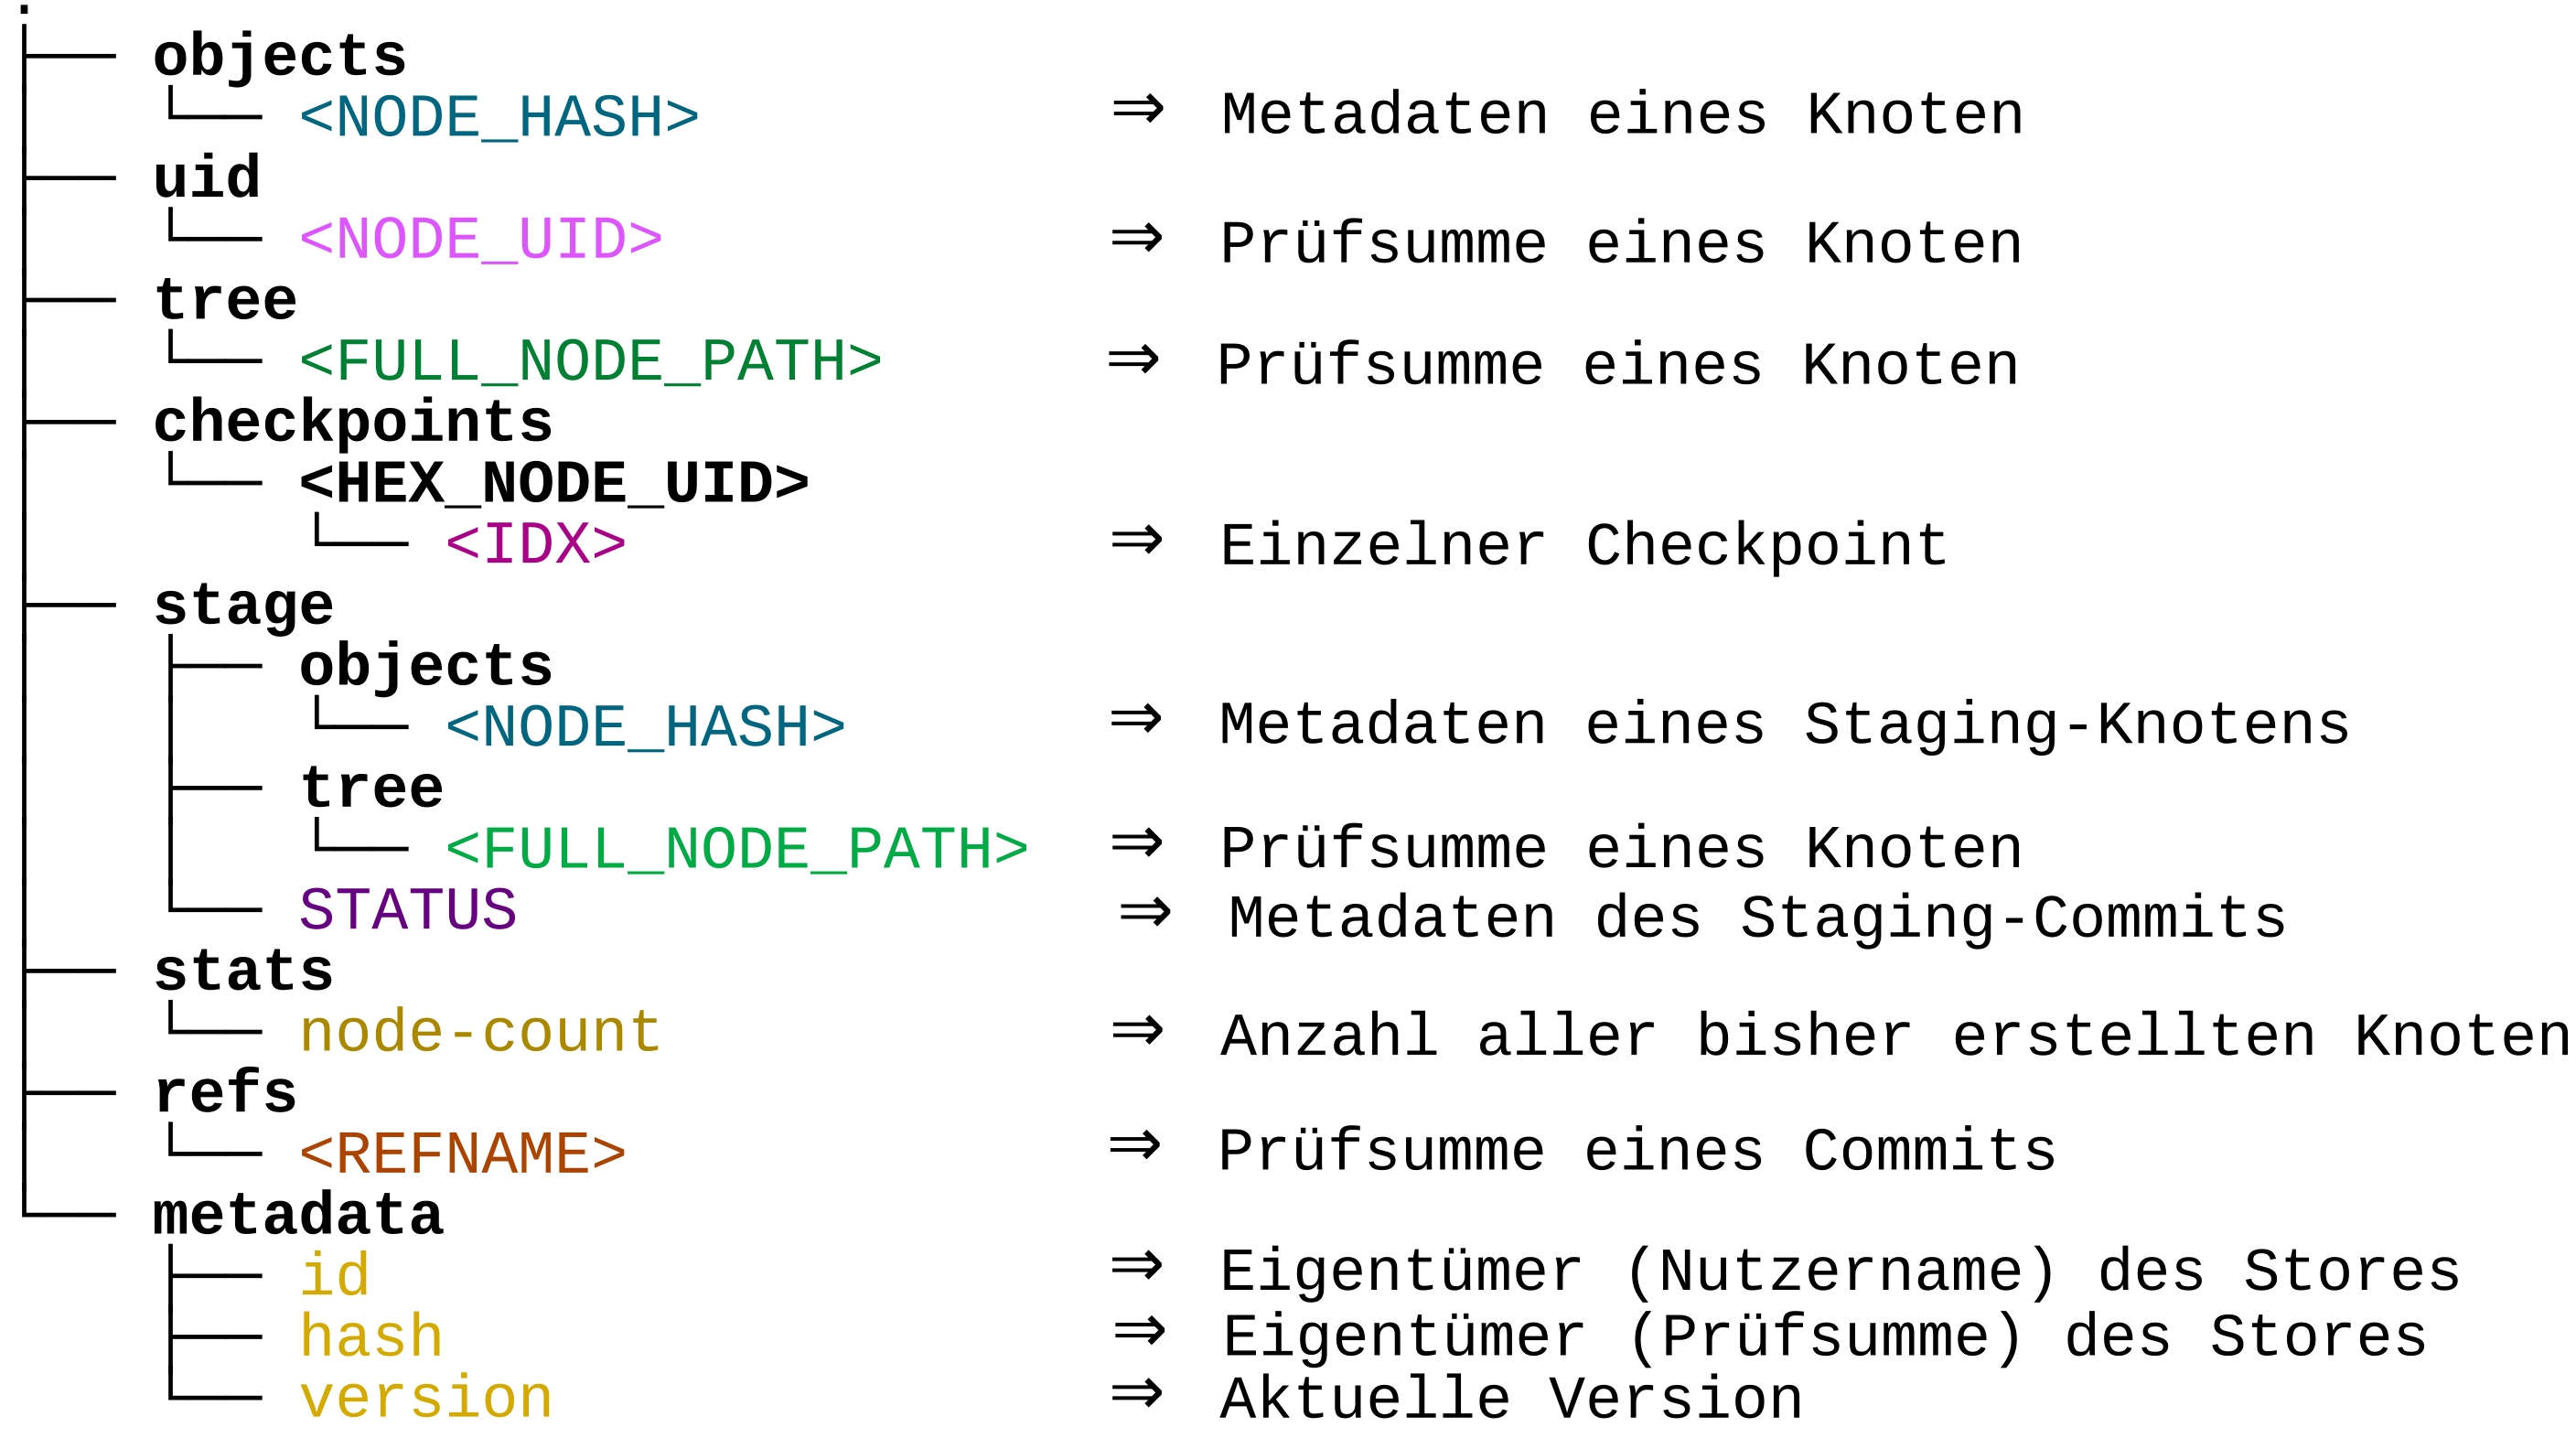 .
├── objects
└── <NODE_HASH> ⇒ Metadaten eines Knoten
├── uid
└── <NODE_UID> ⇒ Prüfsumme eines Knoten
├── tree
└── <FULL_NODE_PATH> ⇒ Prüfsumme eines Knoten
├── checkpoints
└── <HEX_NODE_UID>
└── <IDX> ⇒ Einzelner Checkpoint
├── stage
├── objects
└── <NODE_HASH> ⇒ Metadaten eines Staging-Knotens
├── tree
└── <FULL_NODE_PATH> ⇒ Prüfsumme eines Knoten
└── STATUS ⇒ Metadaten des Staging-Commits
├── stats
└── node-count ⇒ Anzahl aller bisher erstellten Knoten
├── refs
└── <REFNAME> ⇒ Prüfsumme eines Commits
└── metadata
├── id ⇒ Eigentümer (Nutzername) des Stores
├── hash ⇒ Eigentümer (Prüfsumme) des Stores
└── version ⇒ Aktuelle Version